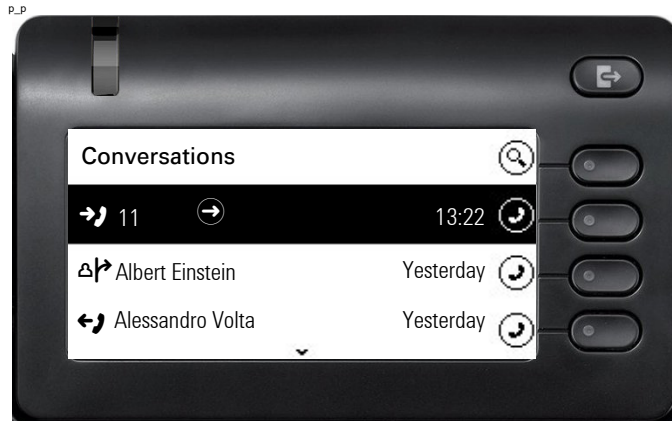 p_p
Conversations
11 13:22
Albert Einstein Yesterday
Alessandro Volta Yesterday